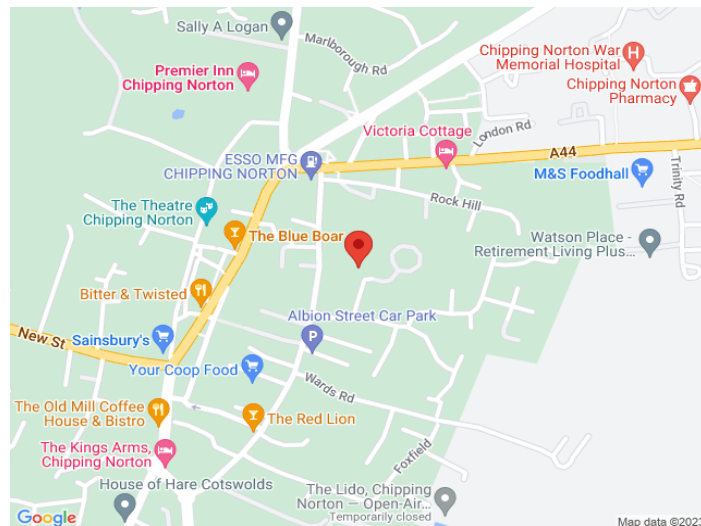 Sally A Logan
Marlborough Rd
Chipping Norton War
Memorial Hospital
Premier Inn
Chipping Norton
Chipping Norton
Pharmacy
Victoria Cottage
London Rd
A44
ESSO MFG
CHIPPING NORTON
M&S Foodhall
Trinity Rd
Rock Hill
The Theatre
Chipping Norton
The Blue Boar
Watson Place -
Retirement Living Plus...
Bitter & Twisted
Albion Street Car Park
P
New St
Sainsbury's
Your Coop Food
Wards Rd
The Old Mill Coffee
House & Bistro
The Red Lion
Foxfield
The Kings Arms,
Chipping Norton
House of Hare Cotswolds
The Lido, Chipping
Norton — Open-Air...
Temporarily closed
Google
Map data ©2023
H